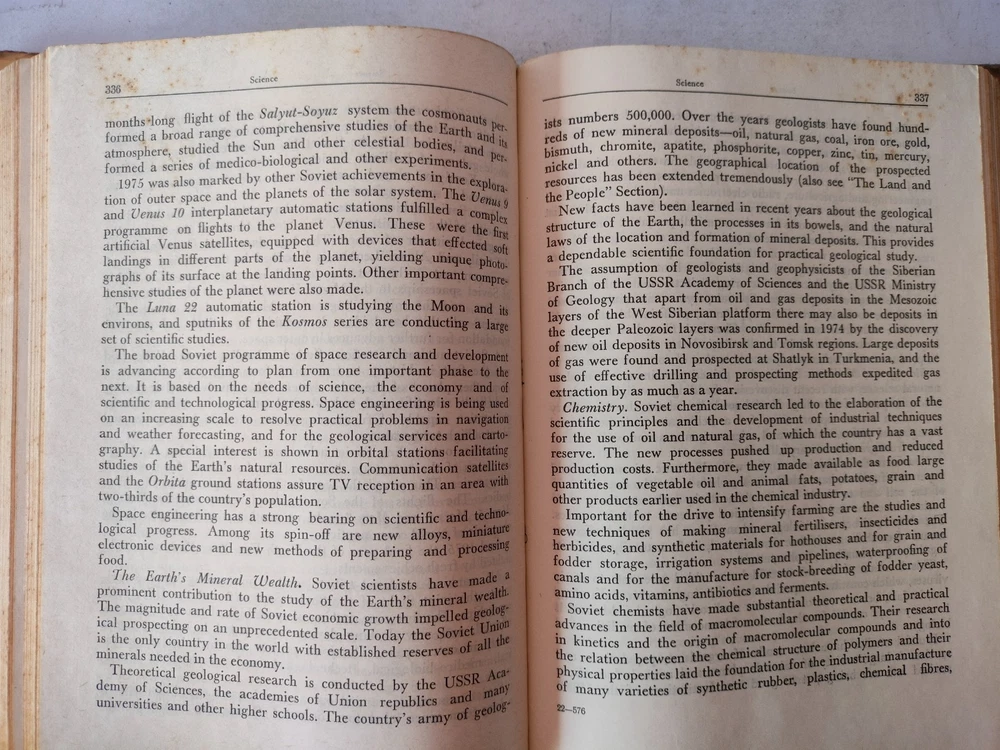 336
Science
months-long flight of the Salyut-Soyuz system the cosmonauts per-
formed a broad range of comprehensive studies of the Earth and its
atmosphere, studied the Sun and other celestial bodies, and per-
formed a series of medico-biological and other experiments.
1975 was also marked by other Soviet achievements in the explora-
tion of outer space and the planets of the solar system. The Venus 9
and Venus 10 interplanetary automatic stations fulfilled a complex
programme on flights to the planet Venus. These were the first
artificial Venus satellites, equipped with devices that effected soft
landings in different parts of the planet, yielding unique photo-
graphs of its surface at the landing points. Other important compre-
hensive studies of the planet were also made.
The Luna 22 automatic station is studying the Moon and its
environs, and sputniks of the Kosmos series are conducting a large
set of scientific studies.
The broad Soviet programme of space research and development
is advancing according to plan from one important phase to the
next. It is based on the needs of science, the economy and of
scientific and technological progress. Space engineering is being used
on an increasing scale to resolve practical problems in navigation
and weather forecasting, and for the geological services and carto-
graphy. A special interest is shown in orbital stations facilitating
studies of the Earth's natural resources. Communication satellites
and the Orbita ground stations assure TV reception in an area with
two-thirds of the country's population.
Space engineering has a strong bearing on scientific and techno-
logical progress. Among its spin-off are new alloys, miniature
electronic devices and new methods of preparing and processing
food.
The Earth's Mineral Wealth. Soviet scientists have made a
prominent contribution to the study of the Earth's mineral wealth.
The magnitude and rate of Soviet economic growth impelled geolog-
ical prospecting on an unprecedented scale. Today the Soviet Union
is the only country in the world with established reserves of all the
minerals needed in the economy.
Theoretical geological research is conducted by the USSR Aca-
demy of Sciences, the academies of Union republics and many
universities and other higher schools. The country's army of geolog-
Science
337
ists numbers 500,000. Over the years geologists have found hund-
reds of new mineral deposits—oil, natural gas, coal, iron ore, gold,
bismuth, chromite, apatite, phosphorite, copper, zinc, tin, mercury,
nickel and others. The geographical location of the prospected
resources has been extended tremendously (also see "The Land and
the People" Section).
New facts have been learned in recent years about the geological
structure of the Earth, the processes in its bowels, and the natural
laws of the location and formation of mineral deposits. This provides
a dependable scientific foundation for practical geological study.
The assumption of geologists and geophysicists of the Siberian
Branch of the USSR Academy of Sciences and the USSR Ministry
of Geology that apart from oil and gas deposits in the Mesozoic
layers of the West Siberian platform there may also be deposits in
the deeper Paleozoic layers was confirmed in 1974 by the discovery
of new oil deposits in Novosibirsk and Tomsk regions. Large deposits
of gas were found and prospected at Shatlyk in Turkmenia, and the
use of effective drilling and prospecting methods expedited gas
extraction by as much as a year.
Chemistry. Soviet chemical research led to the elaboration of the
scientific principles and the development of industrial techniques
for the use of oil and natural gas, of which the country has a vast
reserve. The new processes pushed up production and reduced
production costs. Furthermore, they made available as food large
quantities of vegetable oil and animal fats, potatoes, grain and
other products earlier used in the chemical industry.
Important for the drive to intensify farming are the studies and
new techniques of making mineral fertilisers, insecticides and
herbicides, and synthetic materials for hothouses and for grain and
fodder storage, irrigation systems and pipelines, waterproofing of
canals and for the manufacture for stock-breeding of fodder yeast,
amino acids, vitamins, antibiotics and ferments.
Soviet chemists have made substantial theoretical and practical
advances in the field of macromolecular compounds. Their research
in kinetics and the origin of macromolecular compounds and into
the relation between the chemical structure of polymers and their
physical properties laid the foundation for the industrial manufacture
of many varieties of synthetic rubber, plastics, chemical fibres,
22—576